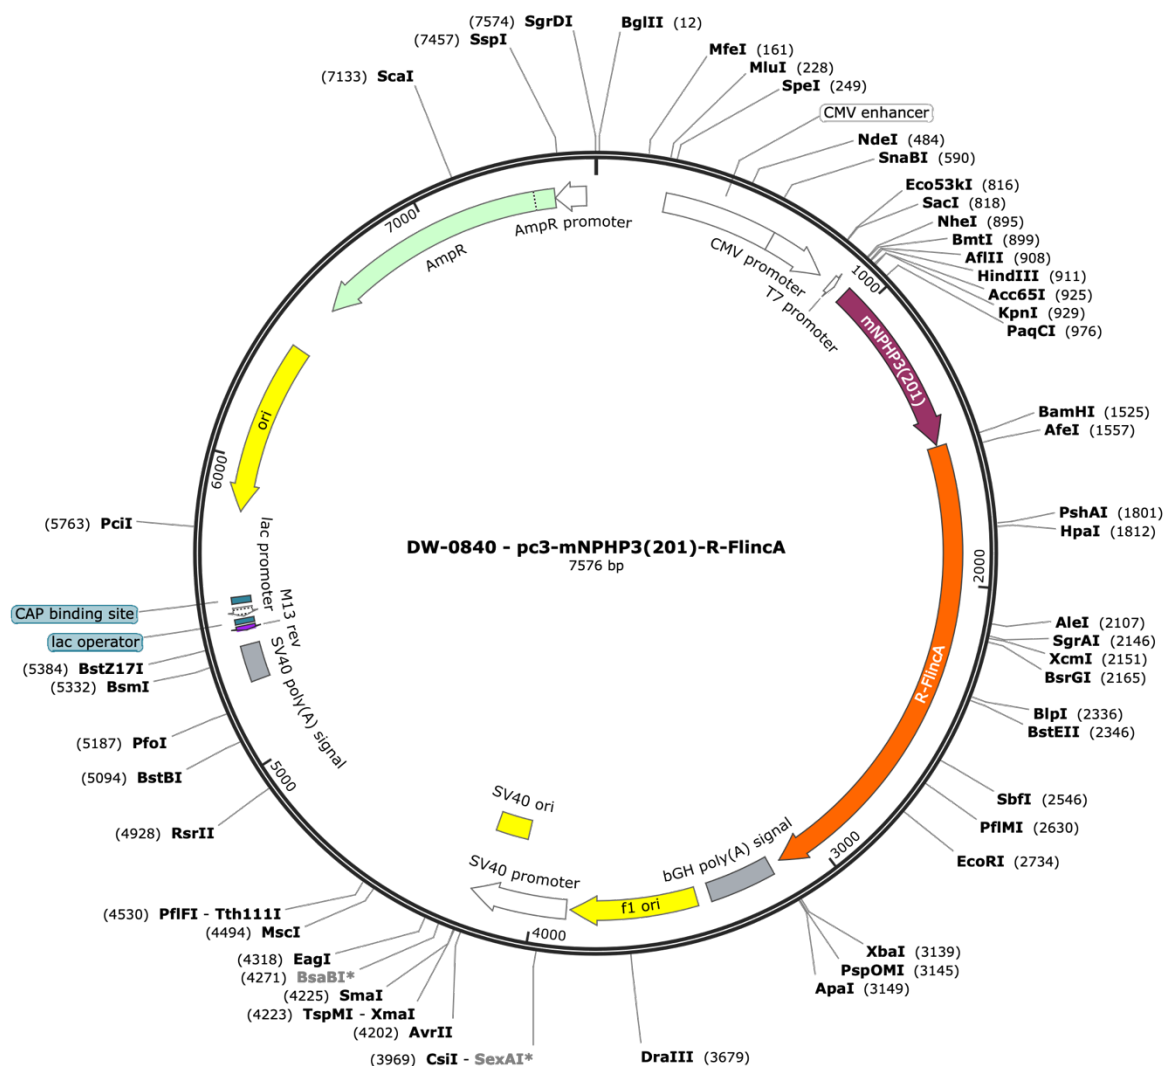 (7574) SgrDI
BglII (12)
(7457) SspI
MfeI (161)
(7133) ScaI
MluI (228)
SpeI (249)
CMV enhancer
NdeI (484)
SnaBI (590)
Eco53kI (816)
SacI (818)
NheI (895)
BmtI (899)
AflII (908)
HindIII (911)
Acc65I (925)
KpnI (929)
PaqCI (976)
7000
AmpR promoter
AmpR
CMV promoter
T7 promoter
1000
mNPHP3(201)
BamHI (1525)
AfeI (1557)
ori
6000
(5763) PciI
PshAI (1801)
HpaI (1812)
DW-0840 - pc3-mNPHP3(201)-R-FlincA
7576 bp
2000
lac promoter
CAP binding site
M13 rev
lac operator
SV40 poly(A) signal
(5384) BstZ17I
(5332) BsmI
AleI (2107)
SgrAI (2146)
XcmI (2151)
BsrGI (2165)
R-FlincA
BlpI (2336)
BstEII (2346)
(5187) PfoI
(5094) BstBI
5000
(4928) RsrII
SbfI (2546)
PflMI (2630)
EcoRI (2734)
SV40 ori
3000
bGH poly(A) signal
SV40 promoter
f1 ori
4000
(4530) PflFI - Tth111I
(4494) MscI
(4318) EagI
(4271) BsaBI*
(4225) SmaI
(4223) TspMI - XmaI
(4202) AvrII
(3969) CsiI - SexAI*
XbaI (3139)
PspOMI (3145)
ApaI (3149)
DraIII (3679)